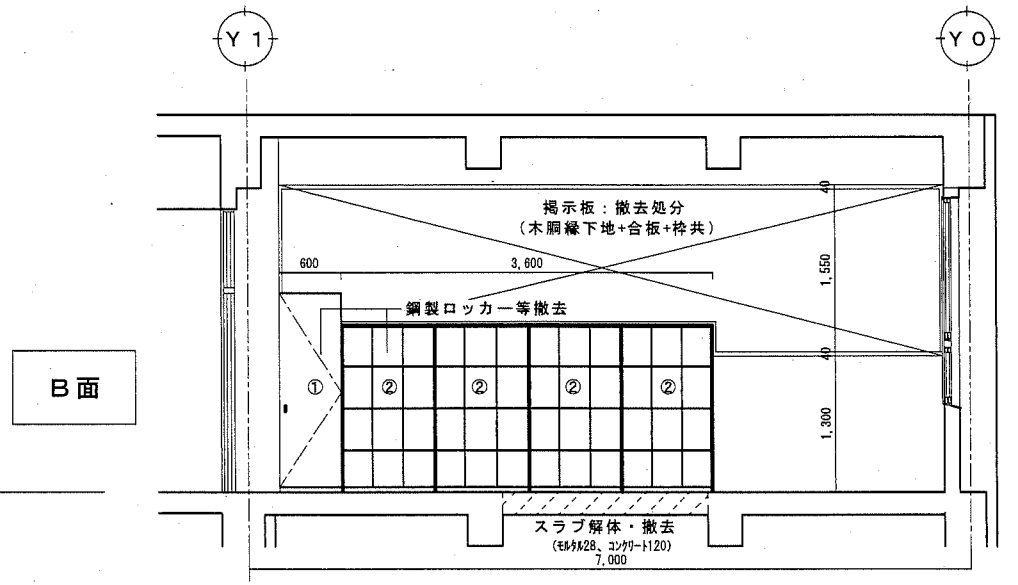 Y1
Y0
掲示板：撤去処分
（木胴縁下地+合板+枠共）
40
600
3,600
1,550
鋼製ロッカー等撤去
40
B面
①
②
②
②
②
1,300
スラブ解体・撤去
(モルタル28、コンクリート120)
7,000